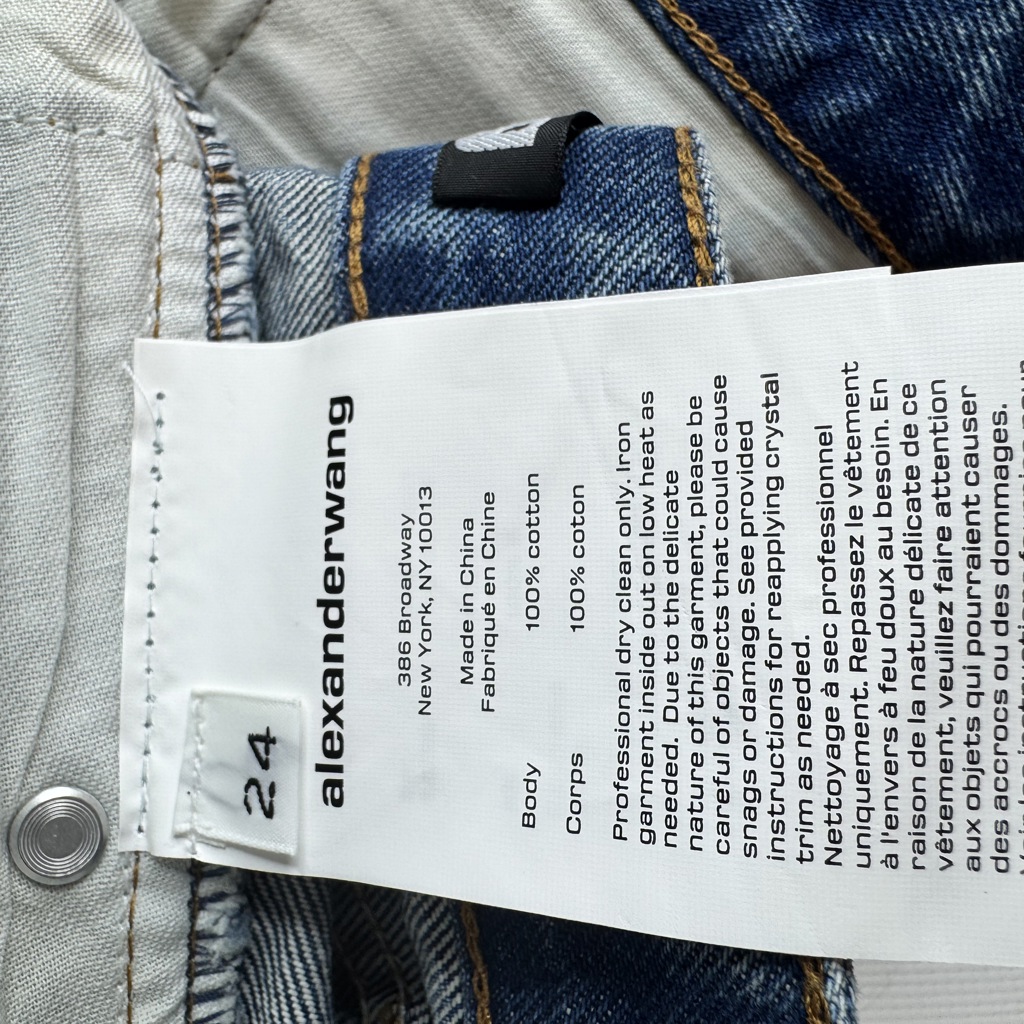 24
alexanderwang
386 Broadway
New York, NY 10013
Made in China
Fabriqué en Chine
Body 100% cotton
Corps 100% coton
Professional dry clean only. Iron
garment inside out on low heat as
needed. Due to the delicate
nature of this garment, please be
careful of objects that could cause
snags or damage. See provided
instructions for reapplying crystal
trim as needed.
Nettoyage à sec professionnel
uniquement. Repassez le vêtement
à l'envers à feu doux au besoin. En
raison de la nature délicate de ce
vêtement, veuillez faire attention
aux objets qui pourraient causer
des accrocs ou des dommages.